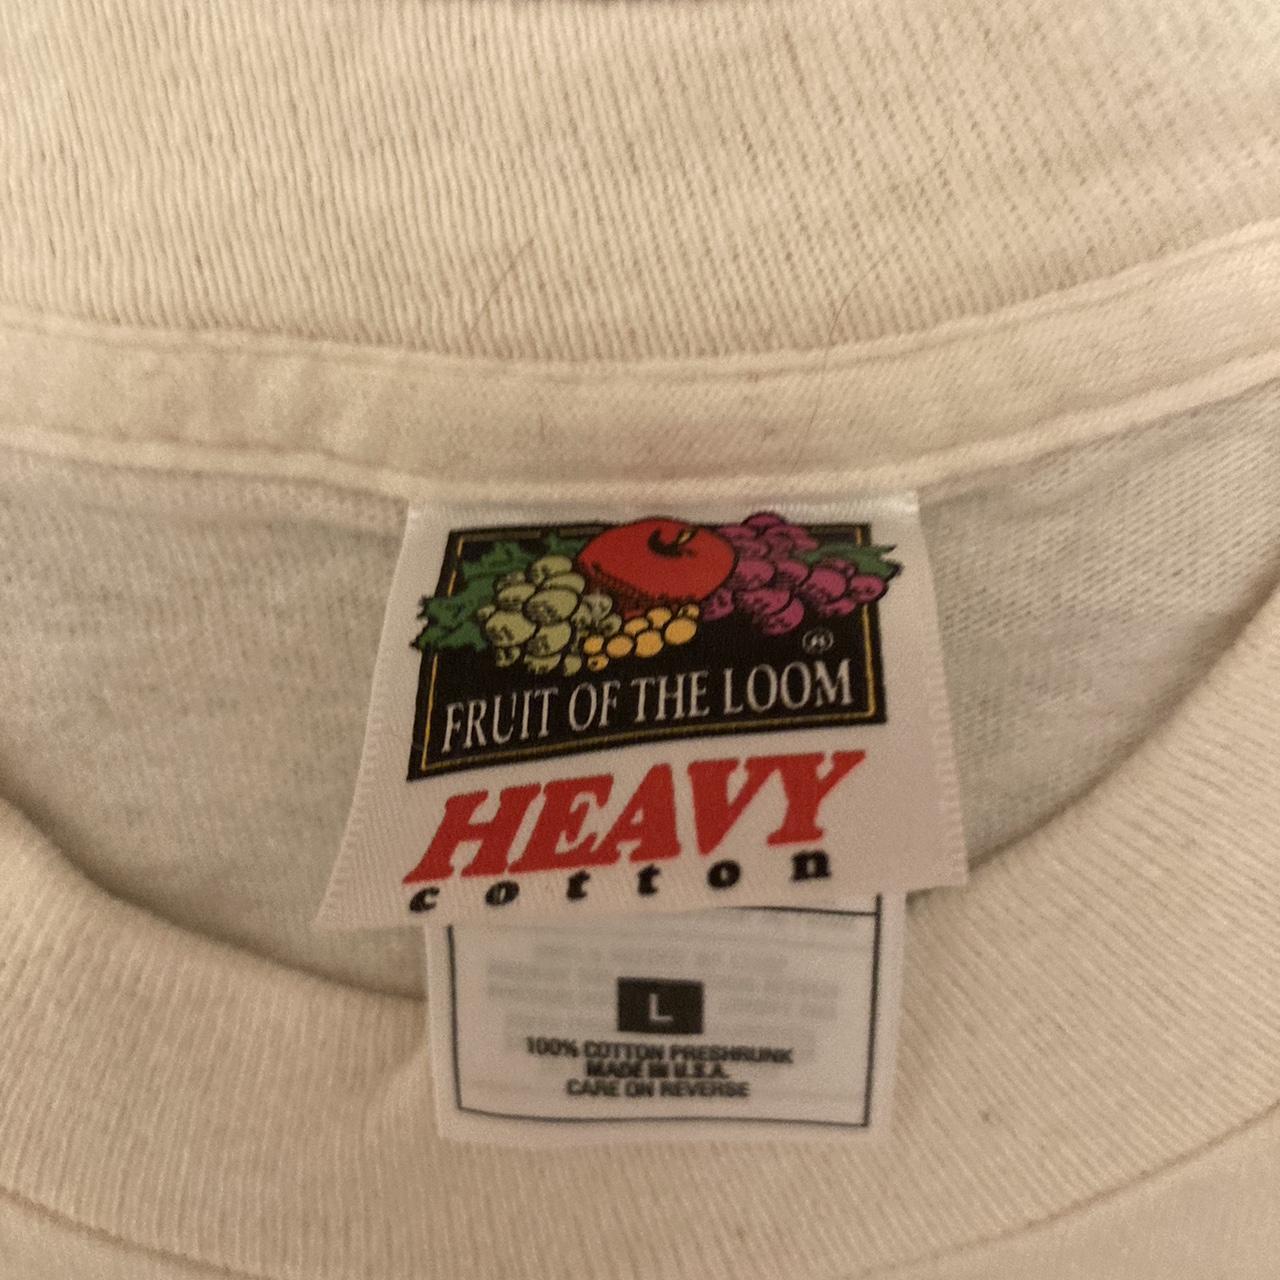 ®
FRUIT OF THE LOOM
HEAVY
cotton
L
100% COTTON PRESHRUNK
MADE IN U.S.A.
CARE ON REVERSE